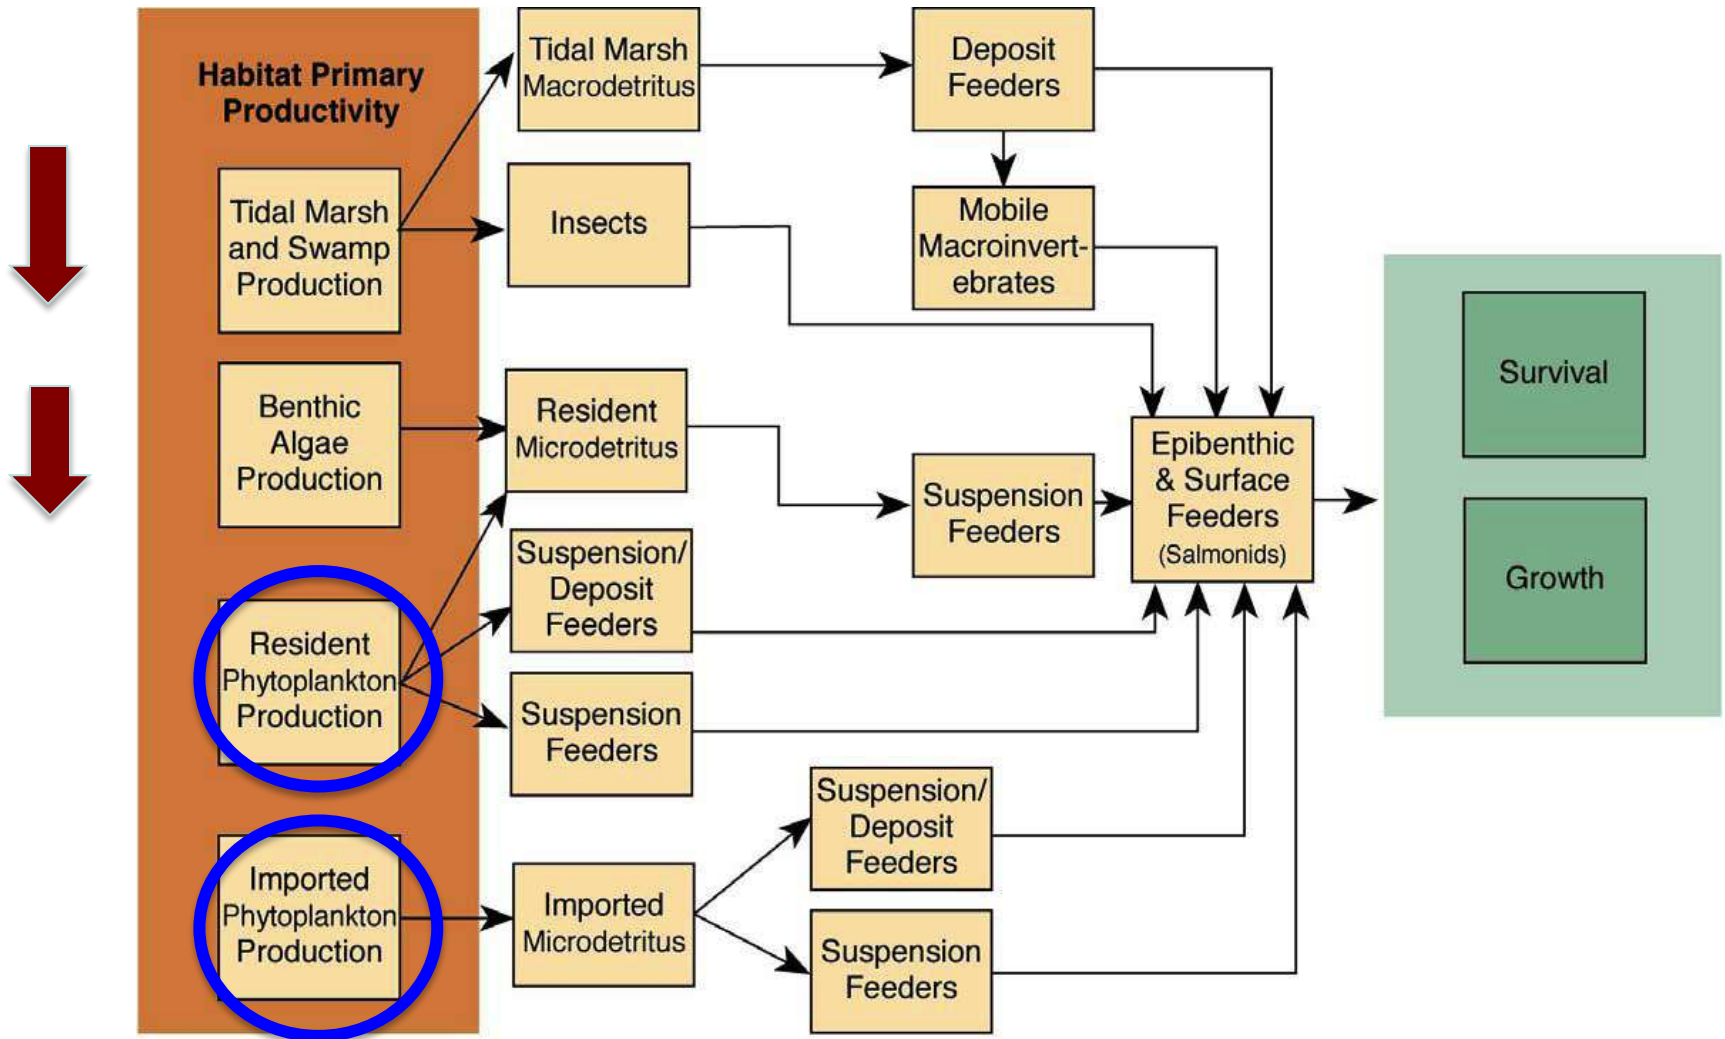 Habitat Primary
Productivity
Tidal Marsh
and Swamp
Production
Benthic
Algae
Production
Resident
Phytoplankton
Production
Imported
Phytoplankton
Production
Tidal Marsh
Macrodetritus
Insects
Resident
Microdetritus
Suspension/
Deposit
Feeders
Suspension
Feeders
Imported
Microdetritus
Deposit
Feeders
Mobile
Macroinvert-
ebrates
Suspension
Feeders
Suspension/
Deposit
Feeders
Suspension
Feeders
Epibenthic
& Surface
Feeders
(Salmonids)
Survival
Growth